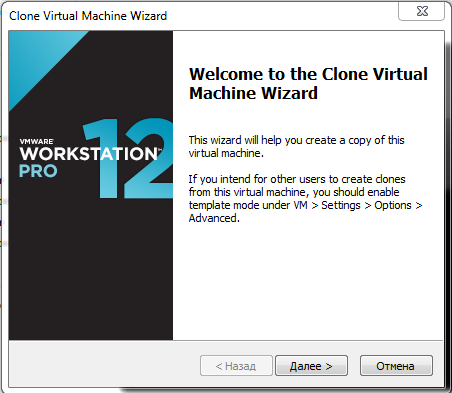 Clone Virtual Machine Wizard
Welcome to the Clone Virtual
Machine Wizard
VMWARE
WORKSTATION™
PRO
12
This wizard will help you create a copy of this
virtual machine.
If you intend for other users to create clones
from this virtual machine, you should enable
template mode under VM > Settings > Options >
Advanced.
< Назад
Далее >
Отмена